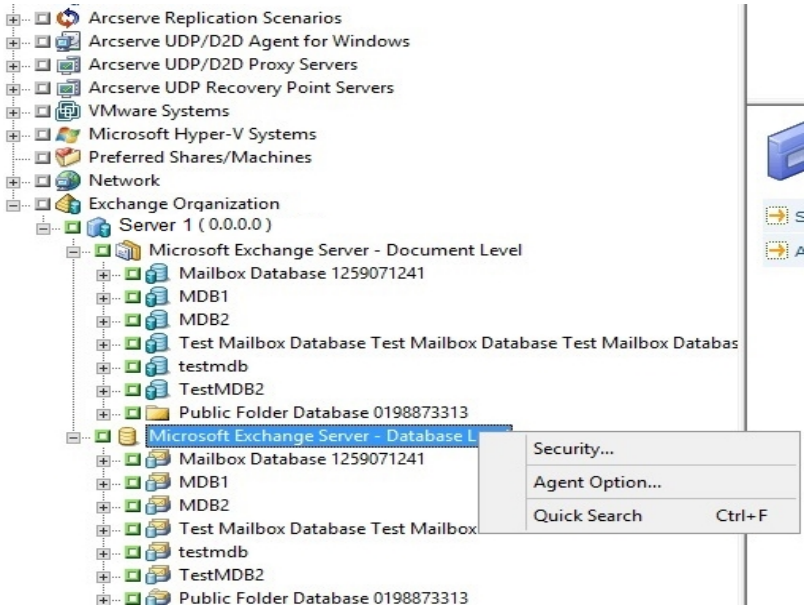 Arcserve Replication Scenarios
Arcserve UDP/D2D Agent for Windows
Arcserve UDP/D2D Proxy Servers
Arcserve UDP Recovery Point Servers
VMware Systems
Microsoft Hyper-V Systems
Preferred Shares/Machines
Network
Exchange Organization
Server 1 ( 0.0.0.0 )
Microsoft Exchange Server - Document Level
Mailbox Database 1259071241
MDB1
MDB2
Test Mailbox Database Test Mailbox Database Test Mailbox Databas
testmdb
TestMDB2
Public Folder Database 0198873313
Microsoft Exchange Server - Database L
Mailbox Database 1259071241
MDB1
MDB2
Test Mailbox Database Test Mailbox
testmdb
TestMDB2
Public Folder Database 0198873313
Security...
Agent Option...
Quick Search Ctrl+F
S
A